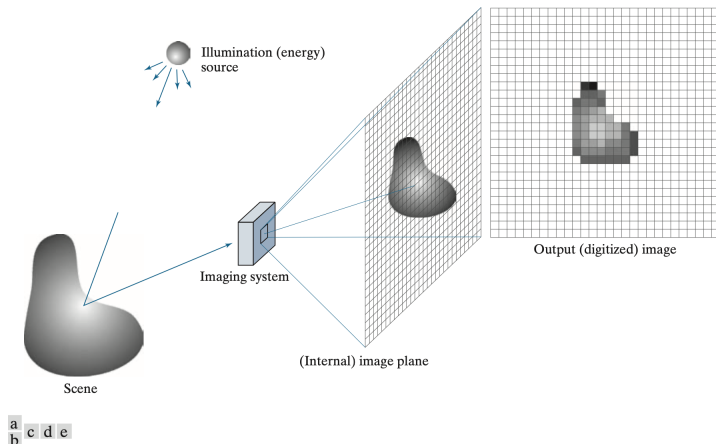 Illumination (energy)
source
Output (digitized) image
Imaging system
(Internal) image plane
Scene
a
b c d e